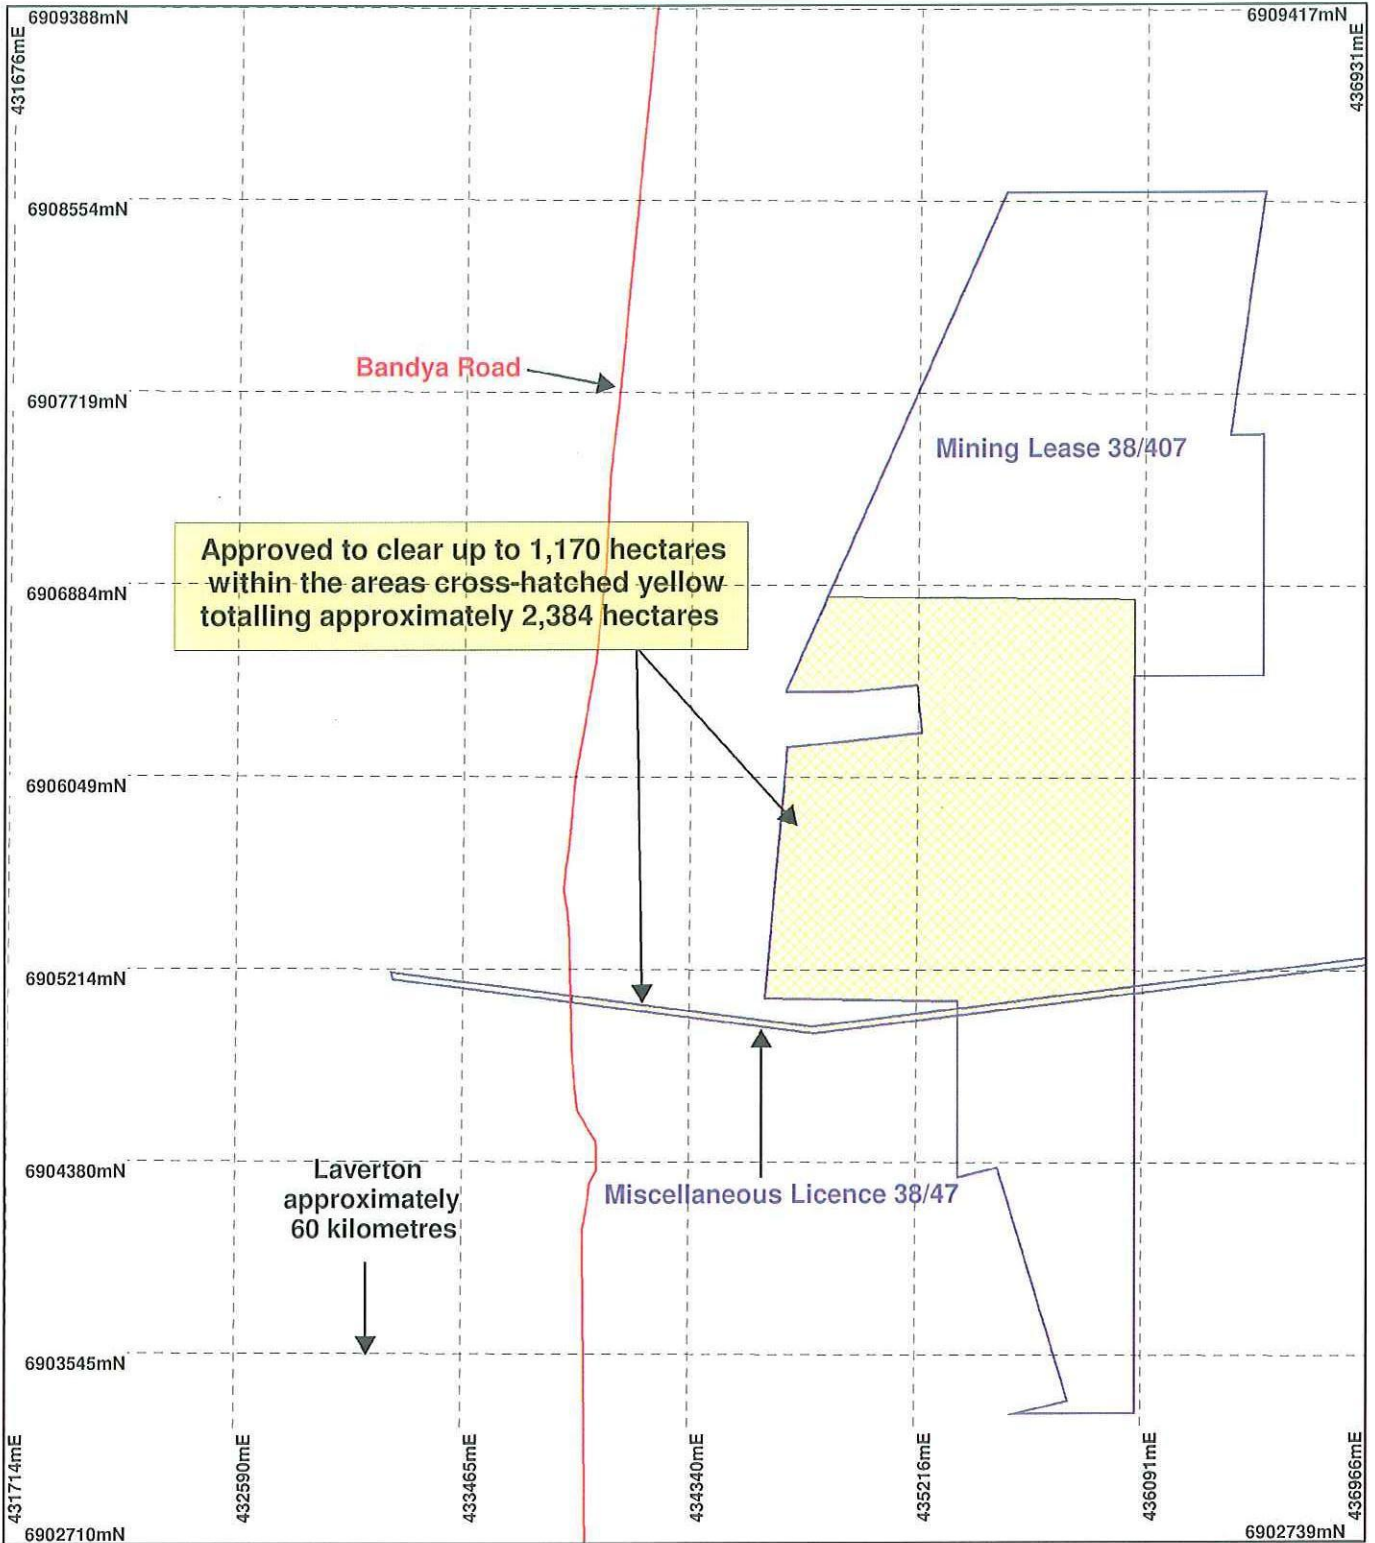 6909388mN
6909417mN
431676mE
436931mE
6908554mN
Bandya Road
6907719mN
Mining Lease 38/407
Approved to clear up to 1,170 hectares
within the areas cross-hatched yellow
totalling approximately 2,384 hectares
6906884mN
6906049mN
6905214mN
6904380mN
Laverton
approximately
60 kilometres
Miscellaneous Licence 38/47
6903545mN
431714mE
432590mE
433465mE
434340mE
435216mE
436091mE
436966mE
6902710mN
6902739mN